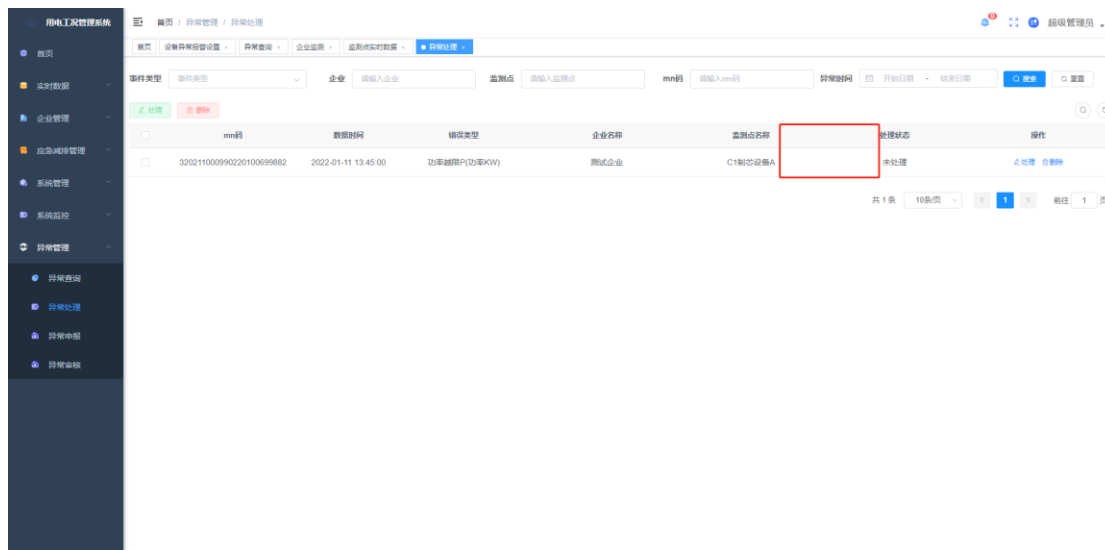 用电工况管理系统
首页 / 异常管理 / 异常处理
超级管理员
首页
实时数据
企业管理
应急减排管理
系统管理
系统监控
异常管理
异常查询
异常处理
异常申报
异常审核
首页 设备异常报警设置 × 异常查询 × 企业监测 × 监测点实时数据 × 异常处理 ×
事件类型 事件类型 企业 请输入企业 监测点 请输入监测点 mn码 请输入mn码 异常时间 开始日期 - 结束日期 搜索 重置
处理 删除
mn码 数据时间 错误类型 企业名称 监测点名称 处理状态 操作
320211000990220100699882 2022-01-11 13:45:00 功率越限P(功率KW) 测试企业 C1制芯设备A 未处理 处理 删除
共 1 条 10条/页 < 1 > 前往 1 页